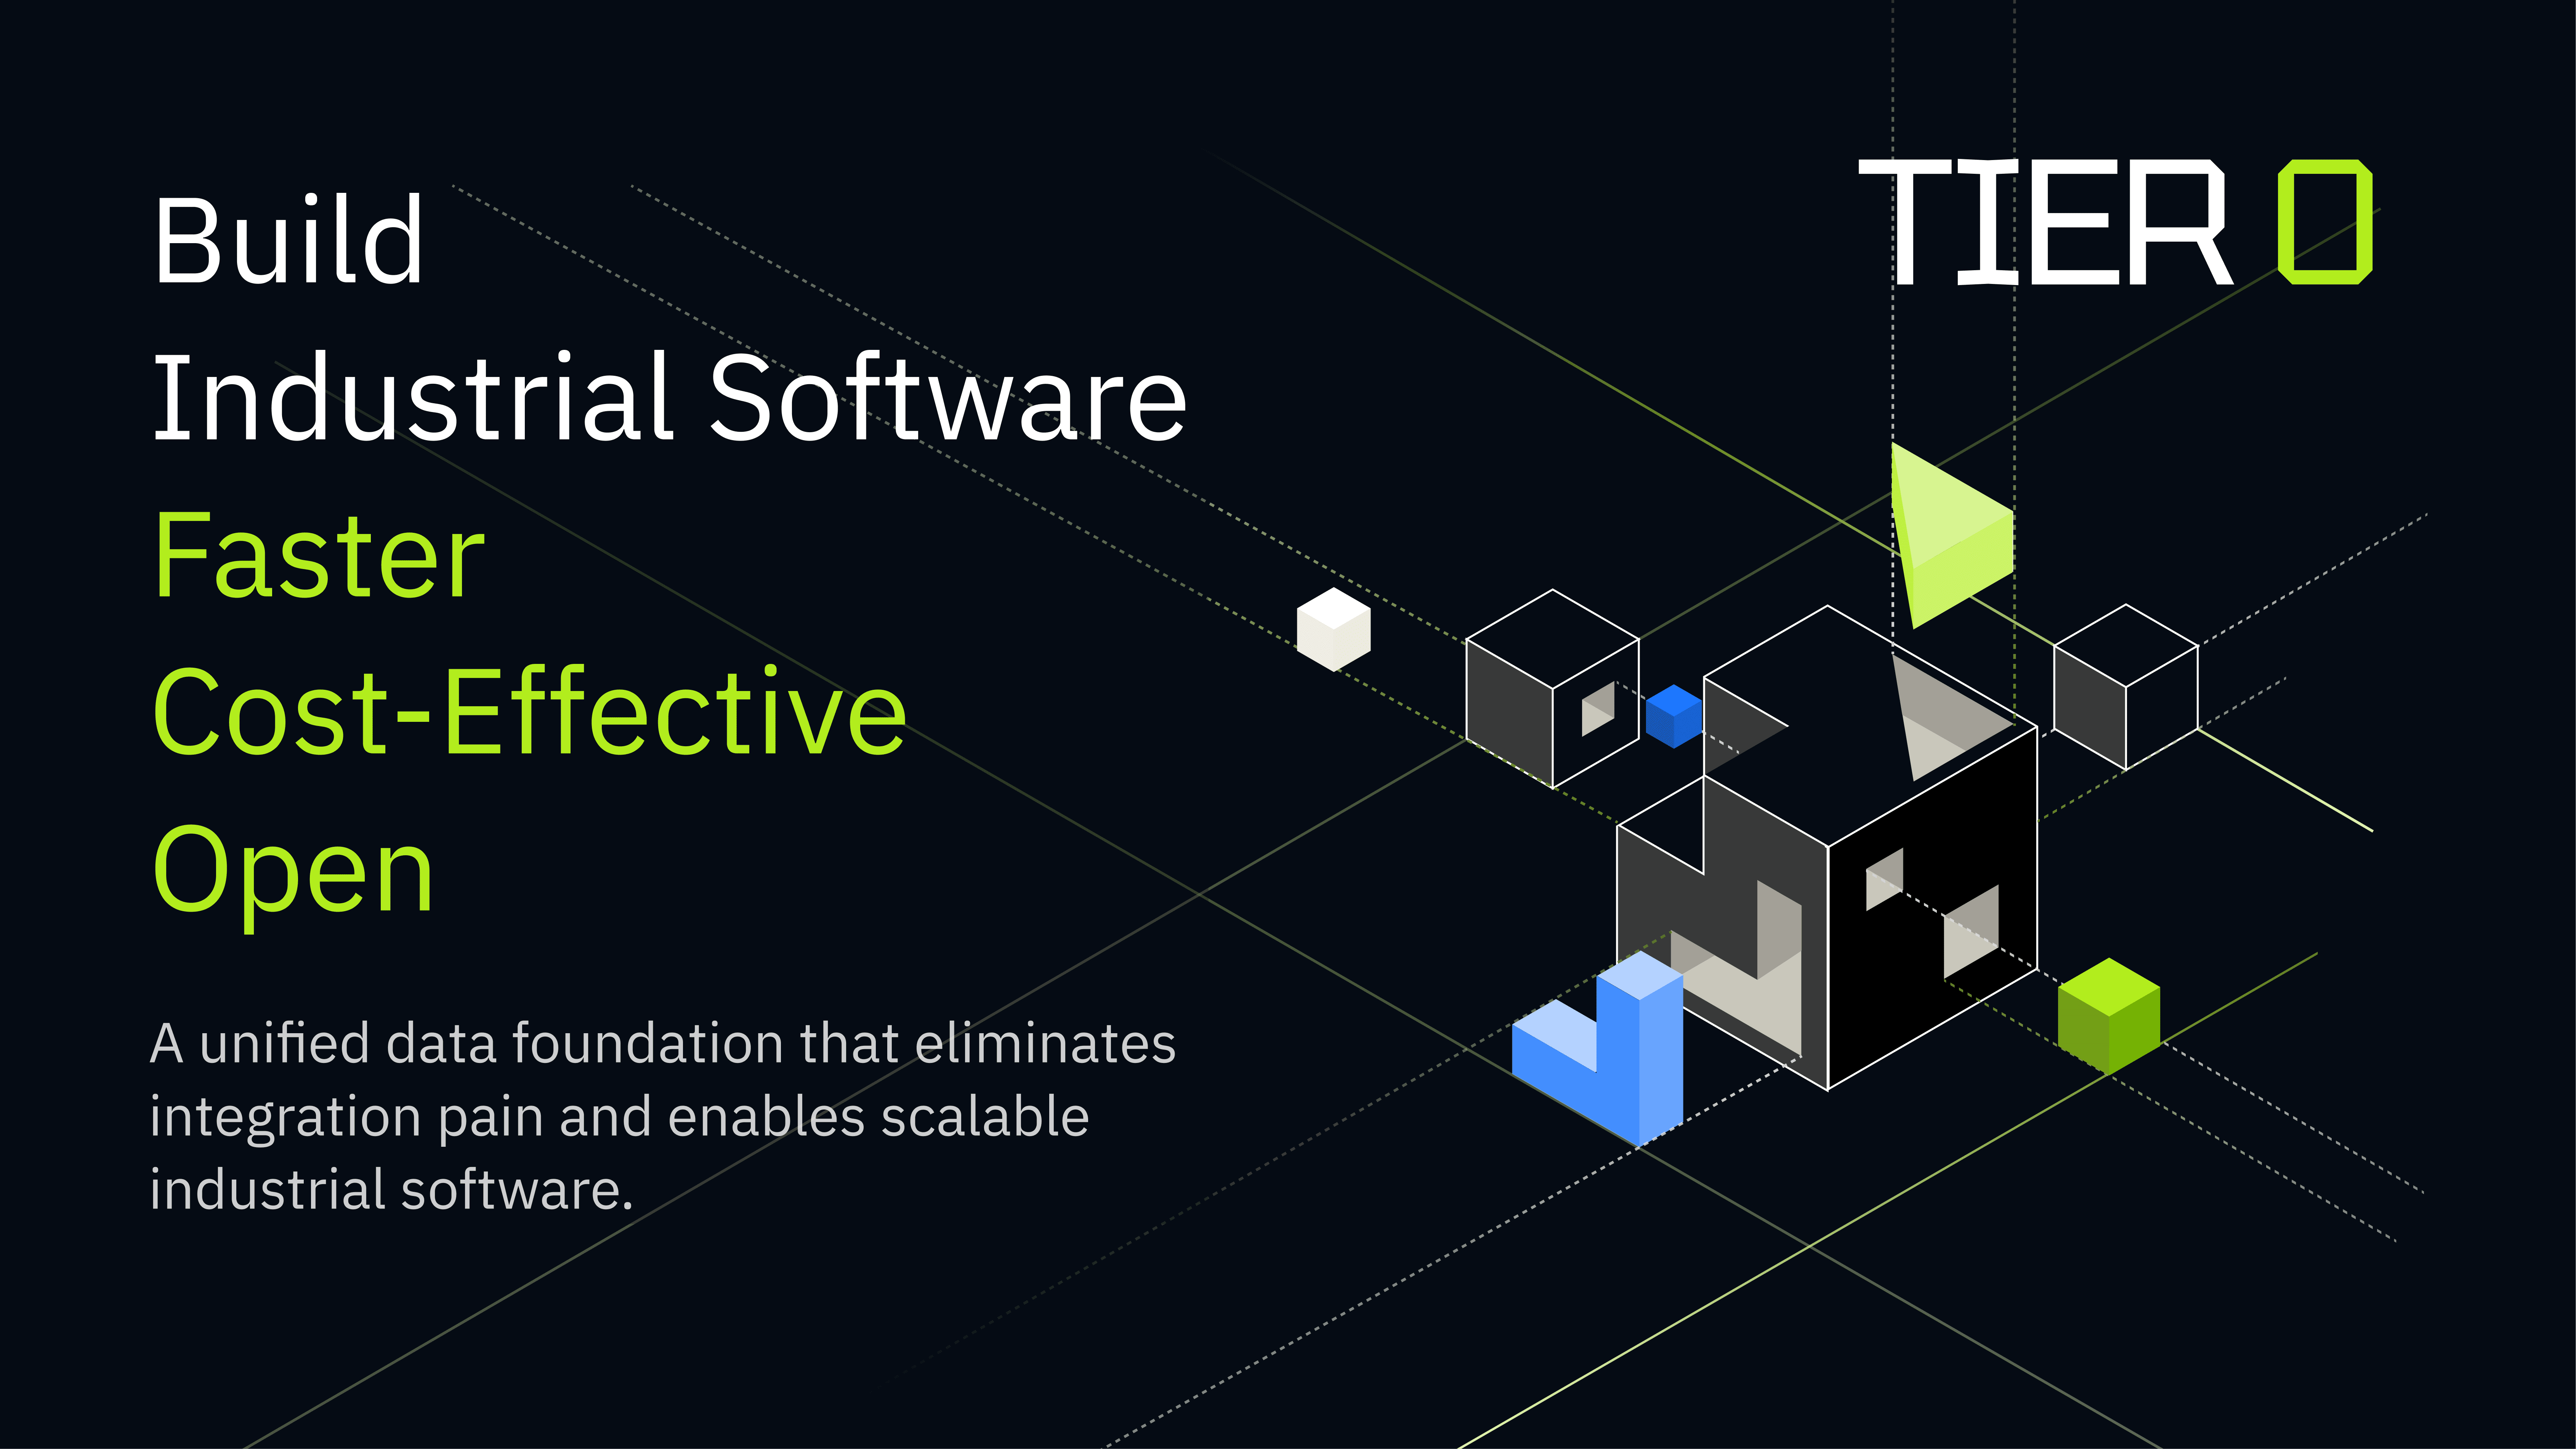 TIER 0
Build
Industrial Software
Faster
Cost-Effective
Open
A unified data foundation that eliminates
integration pain and enables scalable
industrial software.